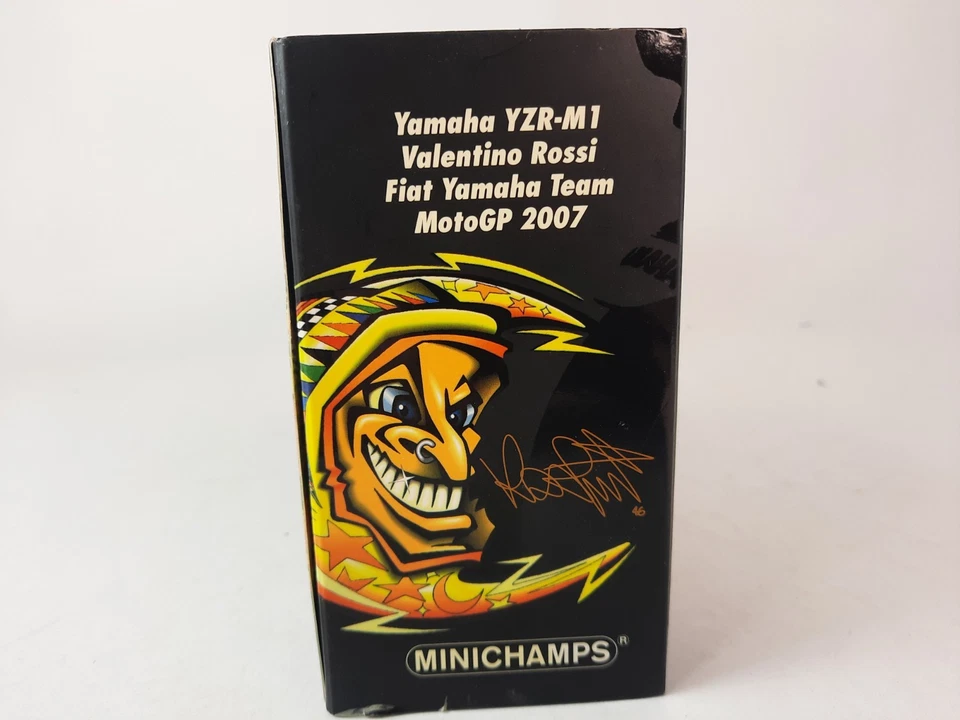 Yamaha YZR-M1
Valentino Rossi
Fiat Yamaha Team
MotoGP 2007
46
MINICHAMPS®